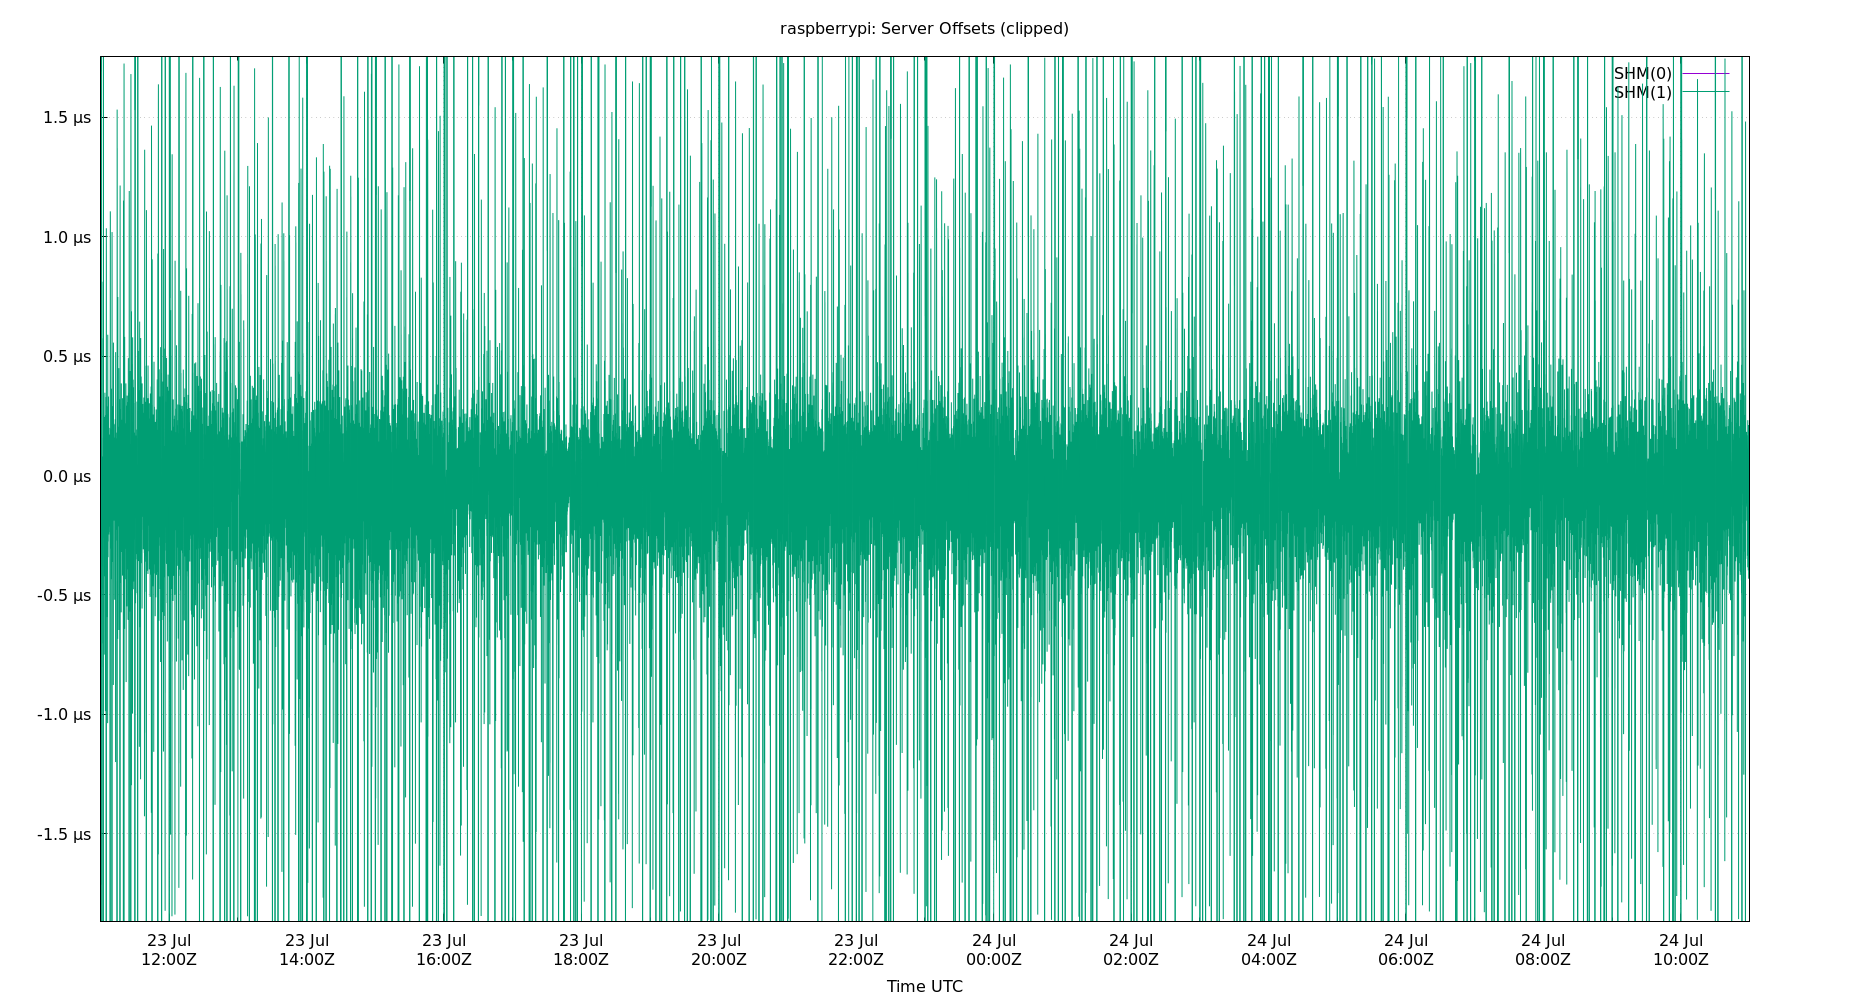 raspberrypi: Server Offsets (clipped)
SHM(0)
SHM(1)
1.5 µs
1.0 µs
0.5 µs
0.0 µs
-0.5 µs
-1.0 µs
-1.5 µs
23 Jul 23 Jul 23 Jul 23 Jul 23 Jul 23 Jul 24 Jul 24 Jul 24 Jul 24 Jul 24 Jul 24 Jul
12:00Z 14:00Z 16:00Z 18:00Z 20:00Z 22:00Z 00:00Z 02:00Z 04:00Z 06:00Z 08:00Z 10:00Z
Time UTC